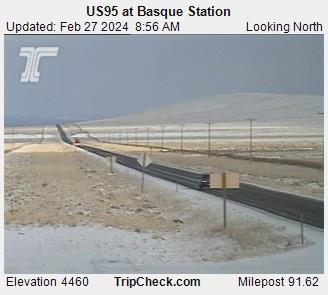 US95 at Basque Station
Updated: Feb 27 2024 8:56 AM Looking North
Elevation 4460 TripCheck.com Milepost 91.62